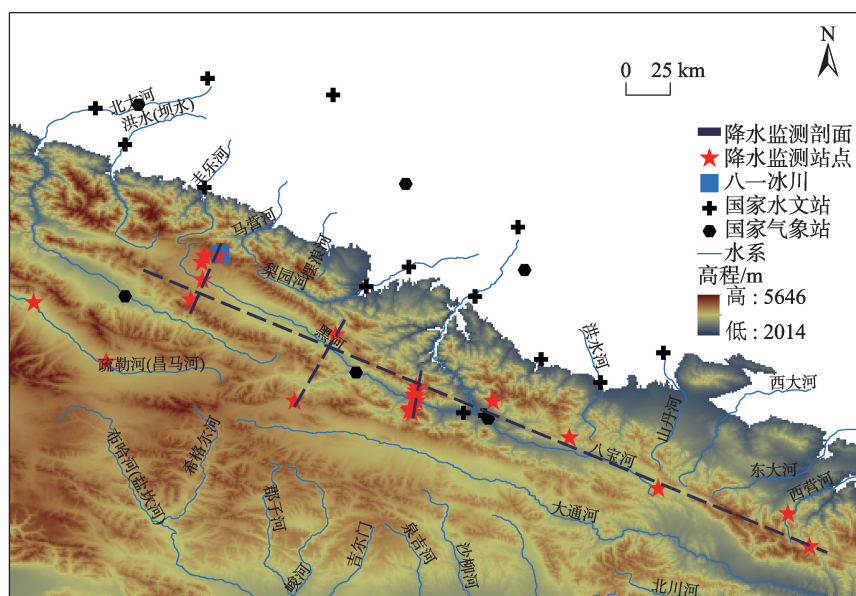 N
0 25 km
降水监测剖面
降水监测站点
八一冰川
国家水文站
国家气象站
水系
高程/m
高：5646
低：2014
北大河
洪水(坝水)
丰乐河
马营河
摆浪河
梨园河
黑河
疏勒河(昌马河)
洪水河
山丹河
西大河
八宝河
东大河
西营河
希格尔河
布哈河(盐坎河)
郡子河
峻河
吉尔门
泉吉河
沙柳河
大通河
北川河